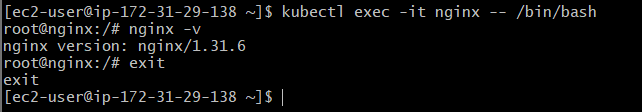 [ec2-user@ip-172-31-29-138 ~]$ kubectl exec -it nginx -- /bin/bash
root@nginx:/# nginx -v
nginx version: nginx/1.31.6
root@nginx:/# exit
exit
[ec2-user@ip-172-31-29-138 ~]$